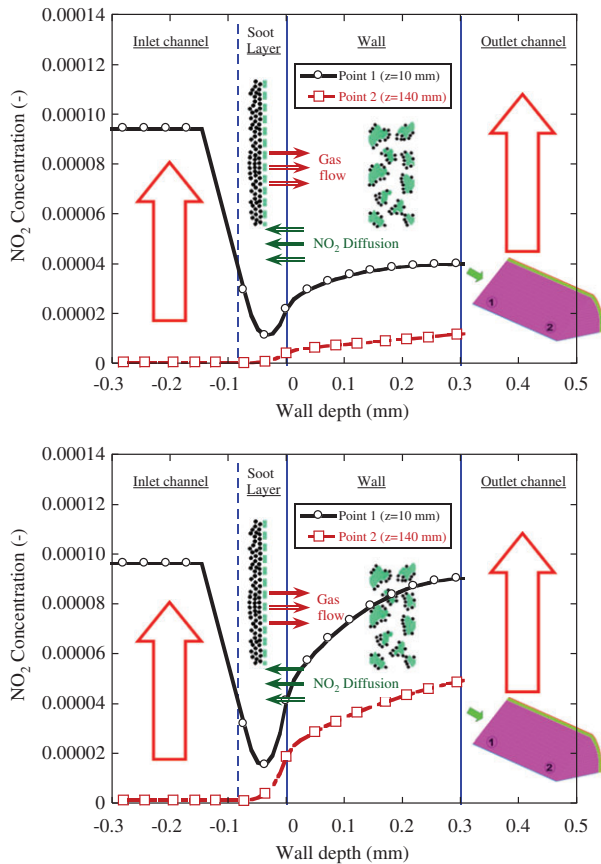 0.00014
Inlet channel
Soot
Layer
Wall
Outlet channel
0.00012
Point 1 (z=10 mm)
Point 2 (z=140 mm)
0.00010
NO2 Concentration (-)
0.00008
Gas
flow
0.00006
NO2 Diffusion
0.00004
0.00002
1
2
0
-0.3 -0.2 -0.1 0 0.1 0.2 0.3 0.4 0.5
Wall depth (mm)
0.00014
Inlet channel
Soot
Layer
Wall
Outlet channel
0.00012
Point 1 (z=10 mm)
Point 2 (z=140 mm)
0.00010
NO2 Concentration (-)
0.00008
Gas
flow
0.00006
NO2 Diffusion
0.00004
0.00002
1
2
0
-0.3 -0.2 -0.1 0 0.1 0.2 0.3 0.4 0.5
Wall depth (mm)